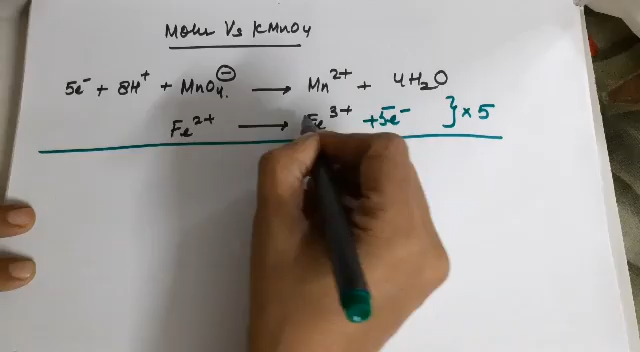 Mohr Vs KMnO4
5e⁻ + 8H⁺ + MnO4⁻ → Mn²⁺ + 4H2O
Fe²⁺ → Fe³⁺ + 5e⁻ } × 5